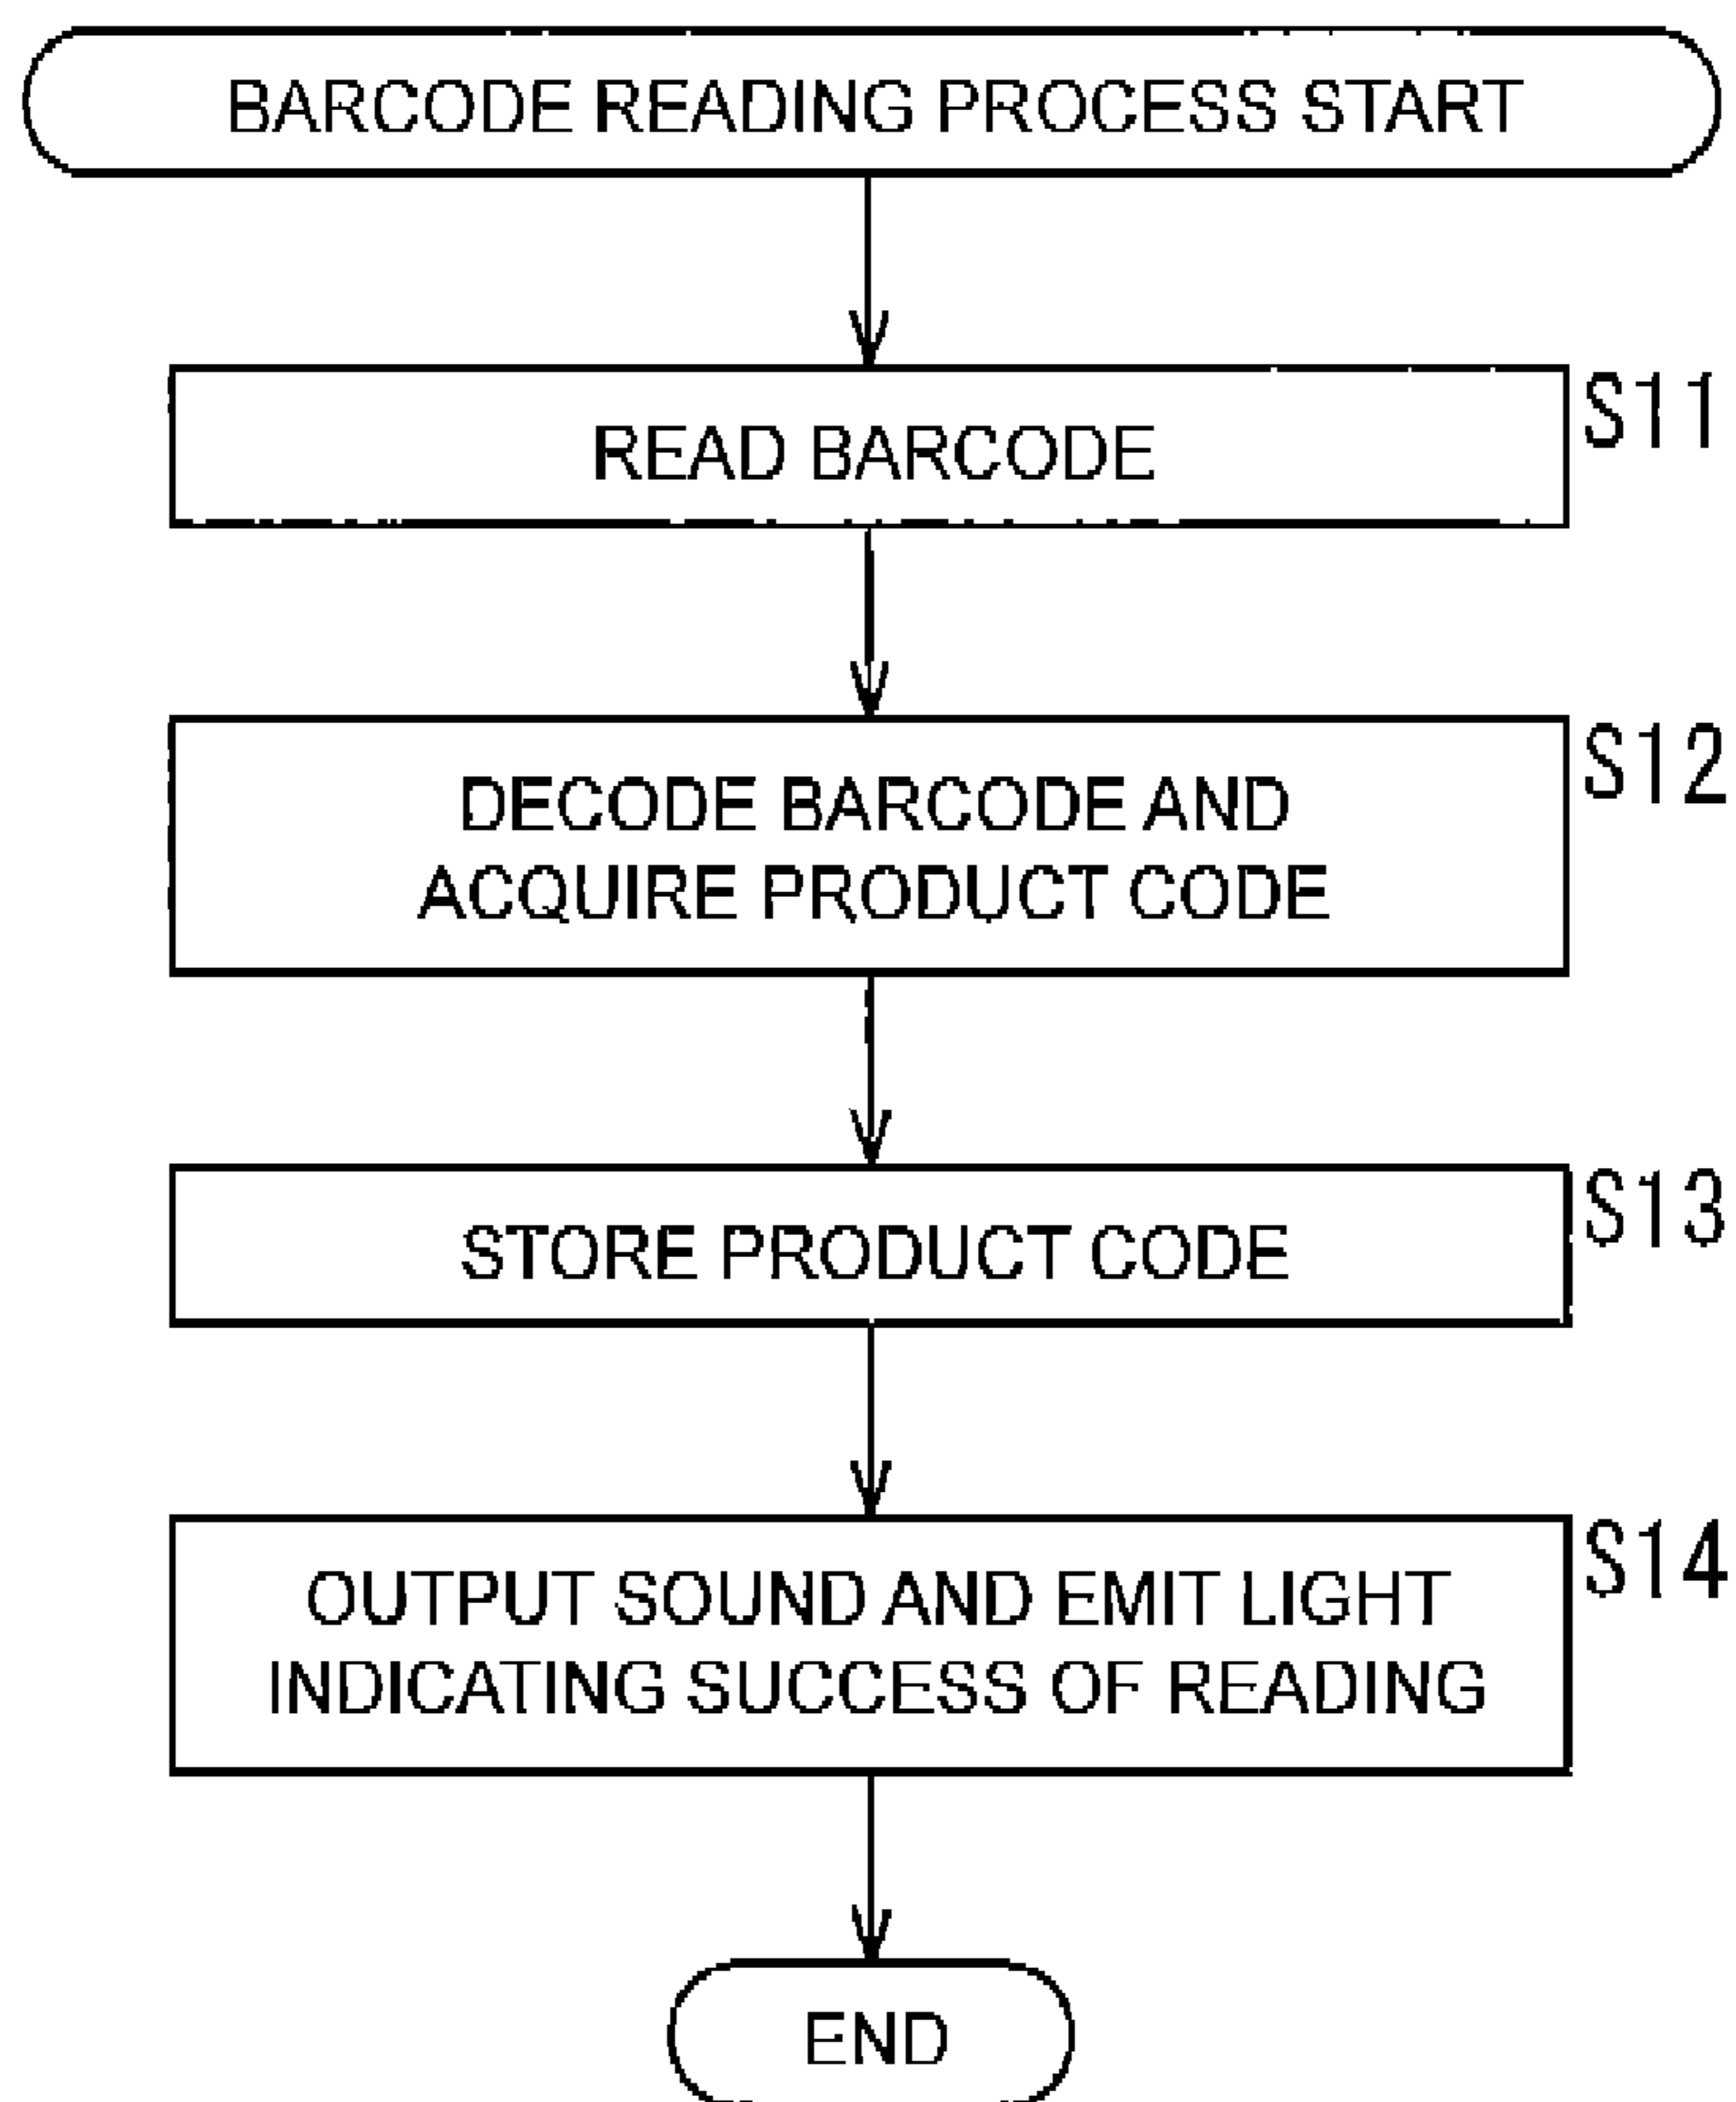 BARCODE READING PROCESS START
READ BARCODE
S11
DECODE BARCODE AND
ACQUIRE PRODUCT CODE
S12
STORE PRODUCT CODE
S13
OUTPUT SOUND AND EMIT LIGHT
INDICATING SUCCESS OF READING
S14
END